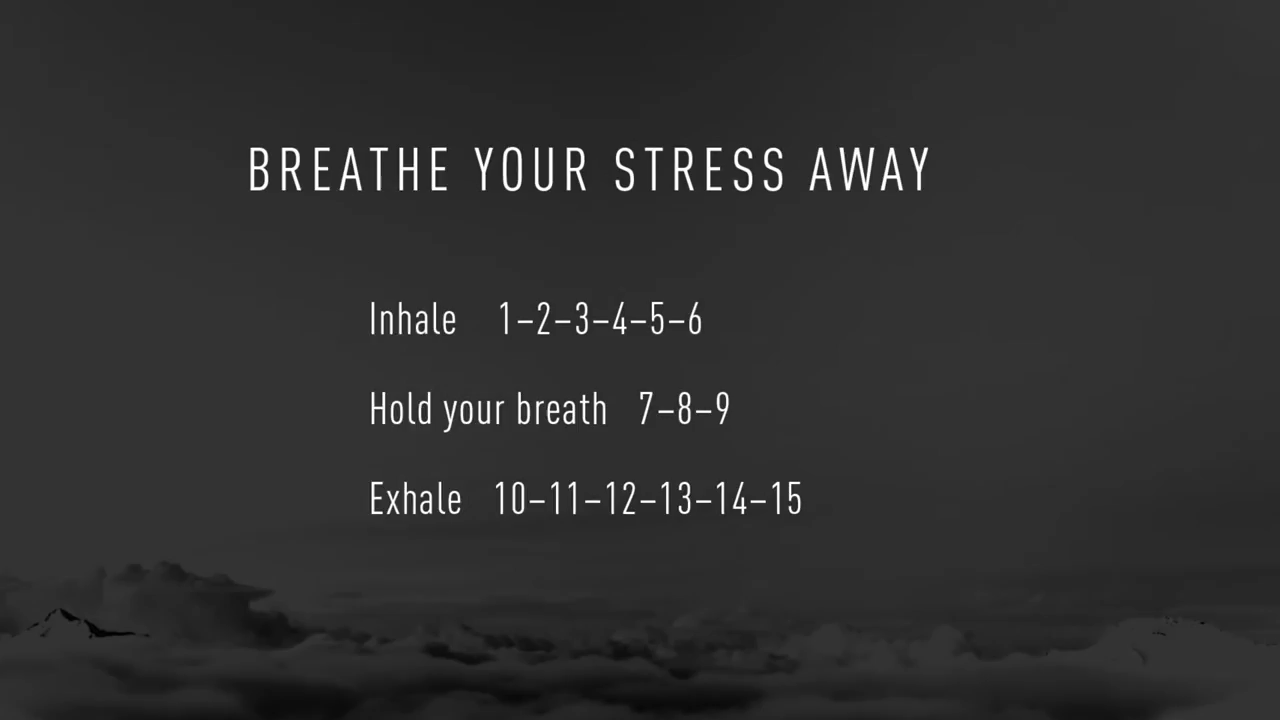 BREATHE YOUR STRESS AWAY
Inhale 1–2–3–4–5–6
Hold your breath 7–8–9
Exhale 10–11–12–13–14–15